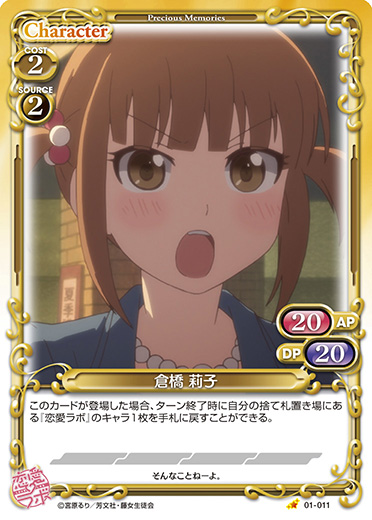 Precious Memories
Character
COST
2
SOURCE
2
20 AP
DP 20
倉橋 莉子
このカードが登場した場合、ターン終了時に自分の捨て札置き場にあ
る『恋愛ラボ』のキャラ1枚を手札に戻すことができる。
そんなことねーよ。
恋愛
ラボ
©宮原るり／芳文社・藤女生徒会
01-011